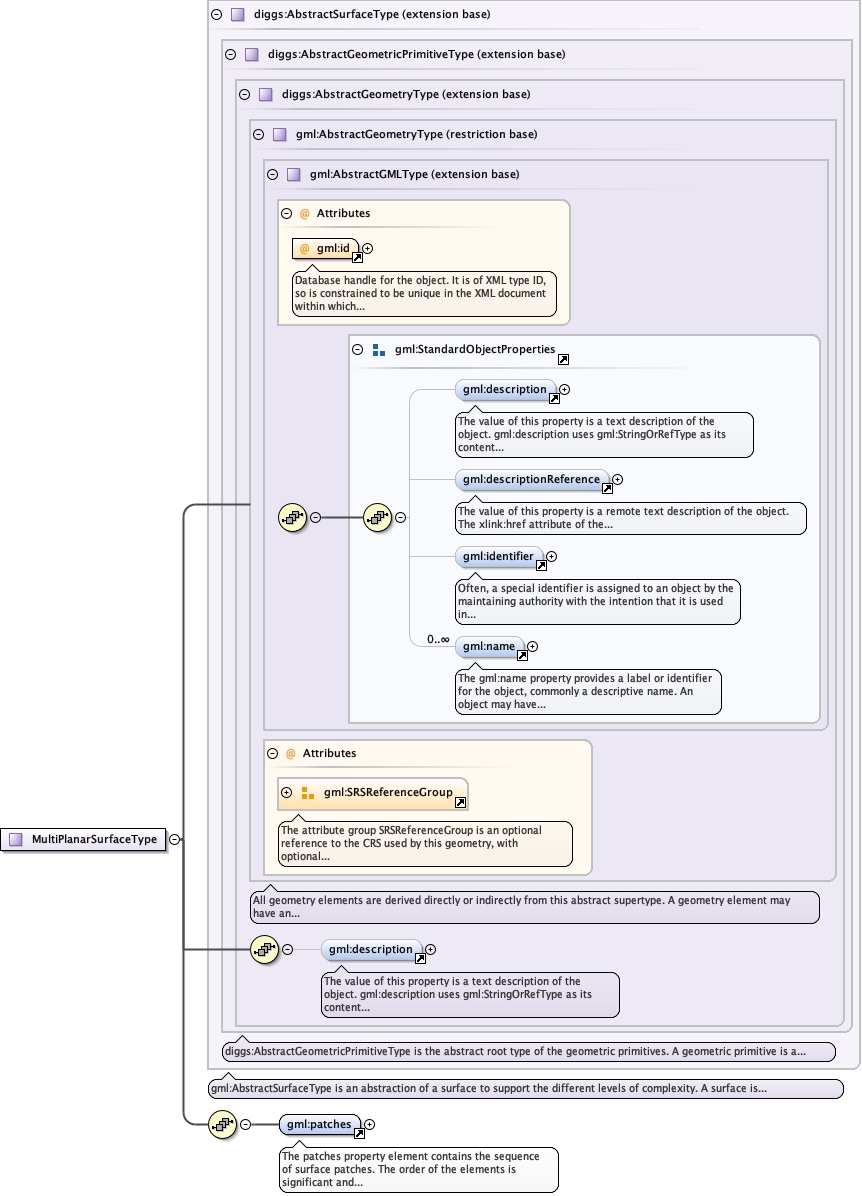 diggs:AbstractSurfaceType (extension base)
diggs:AbstractGeometricPrimitiveType (extension base)
diggs:AbstractGeometryType (extension base)
gml:AbstractGeometryType (restriction base)
gml:AbstractGMLType (extension base)
@ Attributes
@ gml:id
Database handle for the object. It is of XML type ID,
so is constrained to be unique in the XML document
within which...
gml:StandardObjectProperties
gml:description
The value of this property is a text description of the
object. gml:description uses gml:StringOrRefType as its
content...
gml:descriptionReference
The value of this property is a remote text description of the object.
The xlink:href attribute of the...
gml:identifier
Often, a special identifier is assigned to an object by the
maintaining authority with the intention that it is used
in...
0..∞
gml:name
The gml:name property provides a label or identifier
for the object, commonly a descriptive name. An
object may have...
@ Attributes
gml:SRSReferenceGroup
The attribute group SRSReferenceGroup is an optional
reference to the CRS used by this geometry, with
optional...
MultiPlanarSurfaceType
All geometry elements are derived directly or indirectly from this abstract supertype. A geometry element may
have an...
gml:description
The value of this property is a text description of the
object. gml:description uses gml:StringOrRefType as its
content...
diggs:AbstractGeometricPrimitiveType is the abstract root type of the geometric primitives. A geometric primitive is a...
gml:AbstractSurfaceType is an abstraction of a surface to support the different levels of complexity. A surface is...
gml:patches
The patches property element contains the sequence
of surface patches. The order of the elements is
significant and...